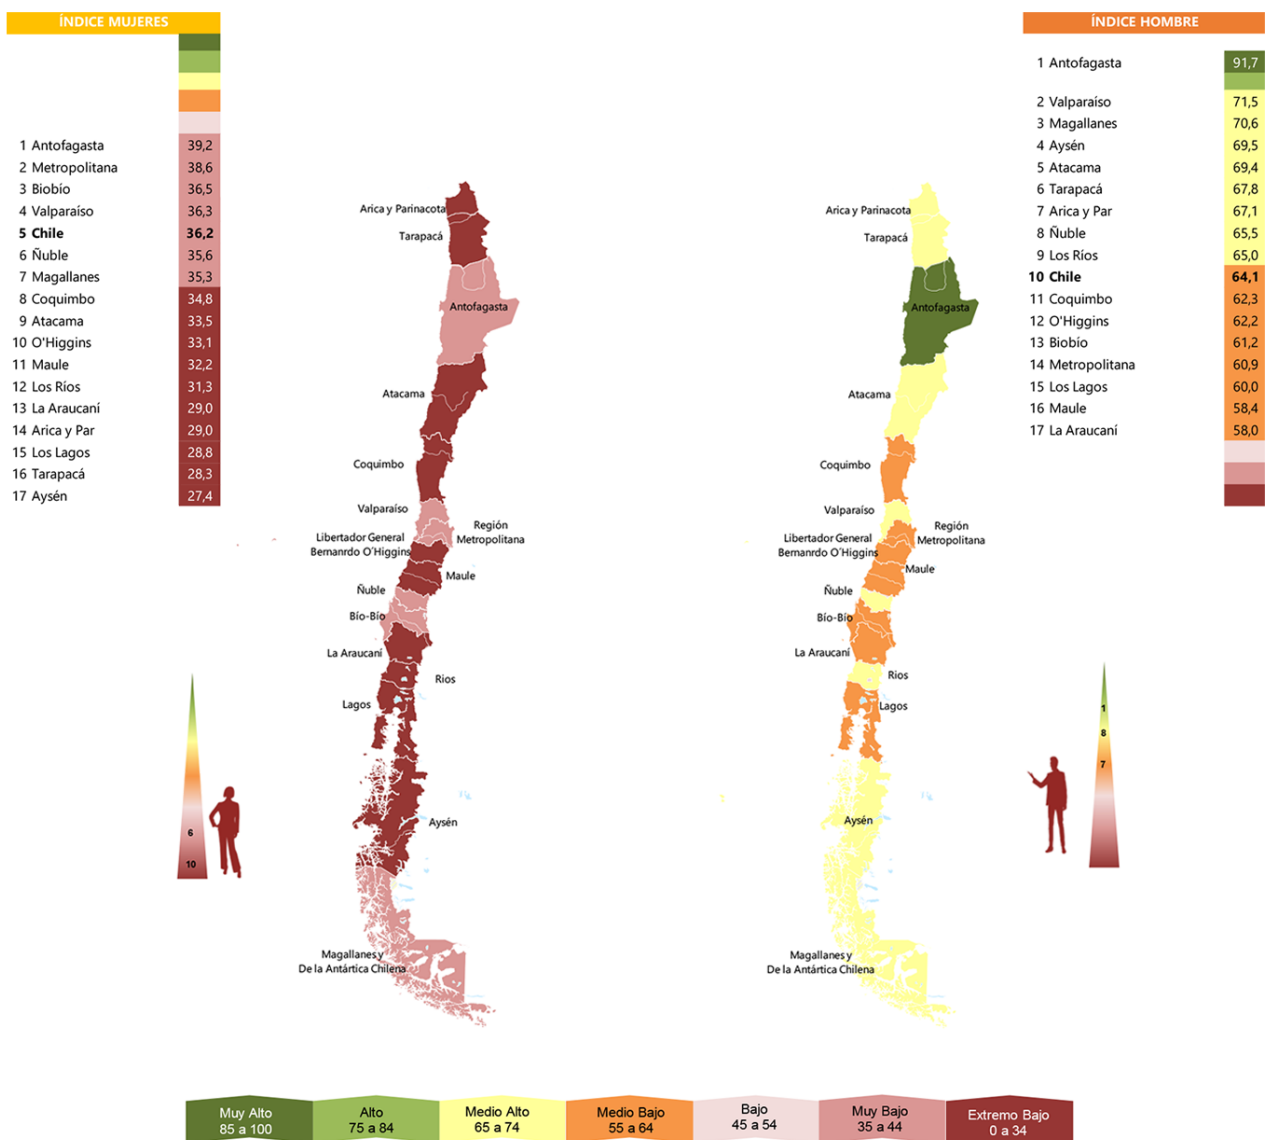 ÍNDICE MUJERES
1 Antofagasta 39,2
2 Metropolitana 38,6
3 Biobío 36,5
4 Valparaíso 36,3
5 Chile 36,2
6 Ñuble 35,6
7 Magallanes 35,3
8 Coquimbo 34,8
9 Atacama 33,5
10 O'Higgins 33,1
11 Maule 32,2
12 Los Ríos 31,3
13 La Araucaní 29,0
14 Arica y Par 29,0
15 Los Lagos 28,8
16 Tarapacá 28,3
17 Aysén 27,4
Arica y Parinacota
Tarapacá
Antofagasta
Atacama
Coquimbo
Valparaíso
Región
Metropolitana
Libertador General
Bernanrdo O´Higgins
Maule
Ñuble
Bío-Bío
La Araucaní
Rios
Lagos
Aysén
Magallanes y
De la Antártica Chilena
6
10
ÍNDICE HOMBRE
1 Antofagasta 91,7
2 Valparaíso 71,5
3 Magallanes 70,6
4 Aysén 69,5
5 Atacama 69,4
6 Tarapacá 67,8
7 Arica y Par 67,1
8 Ñuble 65,5
9 Los Ríos 65,0
10 Chile 64,1
11 Coquimbo 62,3
12 O'Higgins 62,2
13 Biobío 61,2
14 Metropolitana 60,9
15 Los Lagos 60,0
16 Maule 58,4
17 La Araucaní 58,0
Arica y Parinacota
Tarapacá
Antofagasta
Atacama
Coquimbo
Valparaíso
Región
Metropolitana
Libertador General
Bernanrdo O´Higgins
Maule
Ñuble
Bío-Bío
La Araucaní
Rios
Lagos
Aysén
Magallanes y
De la Antártica Chilena
1
8
7
Muy Alto
85 a 100
Alto
75 a 84
Medio Alto
65 a 74
Medio Bajo
55 a 64
Bajo
45 a 54
Muy Bajo
35 a 44
Extremo Bajo
0 a 34